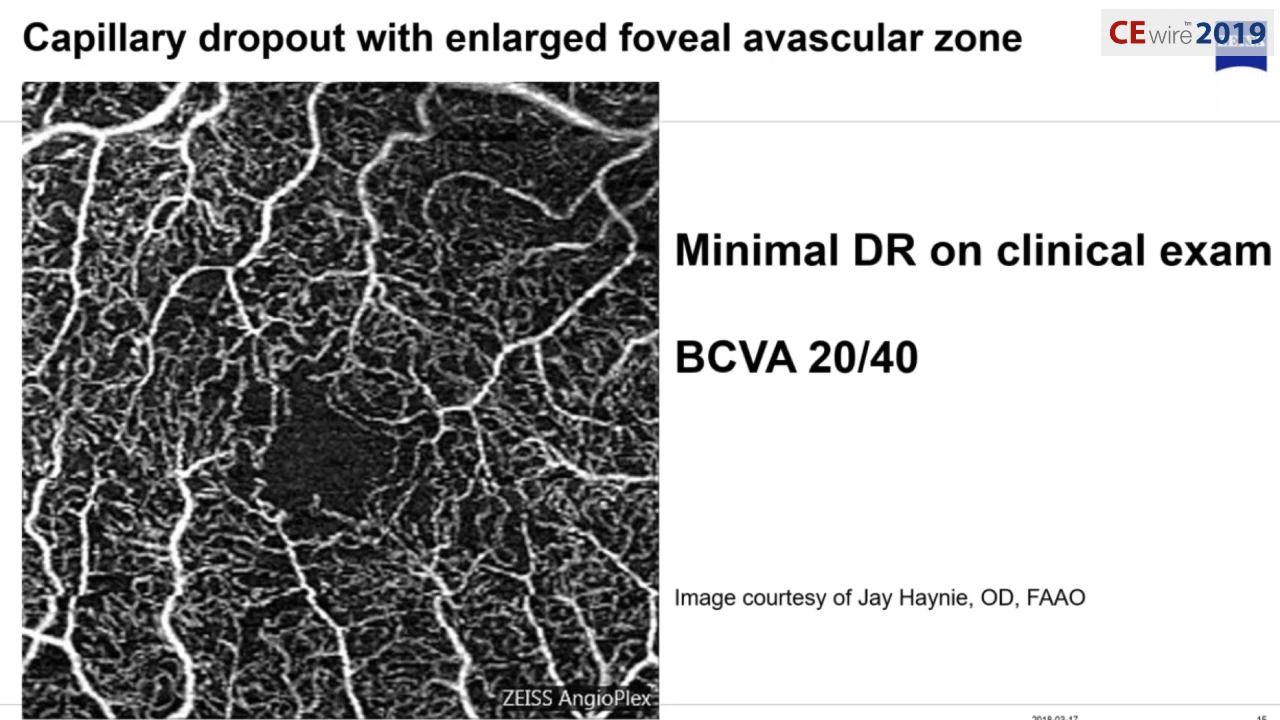 Capillary dropout with enlarged foveal avascular zone
CEwire™2019
Minimal DR on clinical exam
BCVA 20/40
Image courtesy of Jay Haynie, OD, FAAO
ZEISS AngioPlex